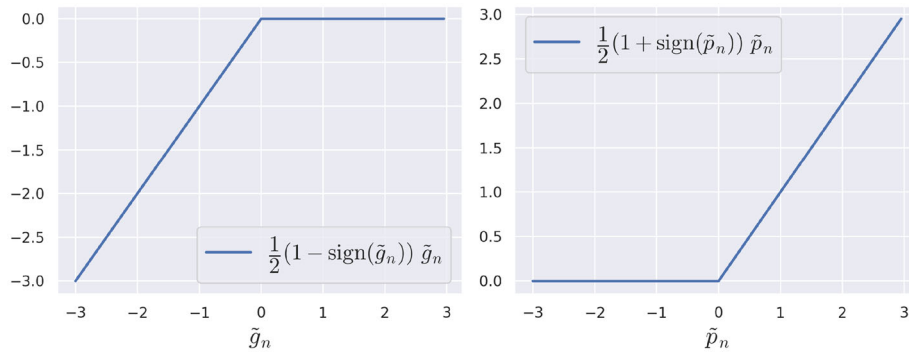 0.0
−0.5
−1.0
−1.5
−2.0
−2.5
−3.0
−3 −2 −1 0 1 2 3
g̃ₙ
½(1 − sign(g̃ₙ)) g̃ₙ
3.0
2.5
2.0
1.5
1.0
0.5
0.0
−3 −2 −1 0 1 2 3
p̃ₙ
½(1 + sign(p̃ₙ)) p̃ₙ